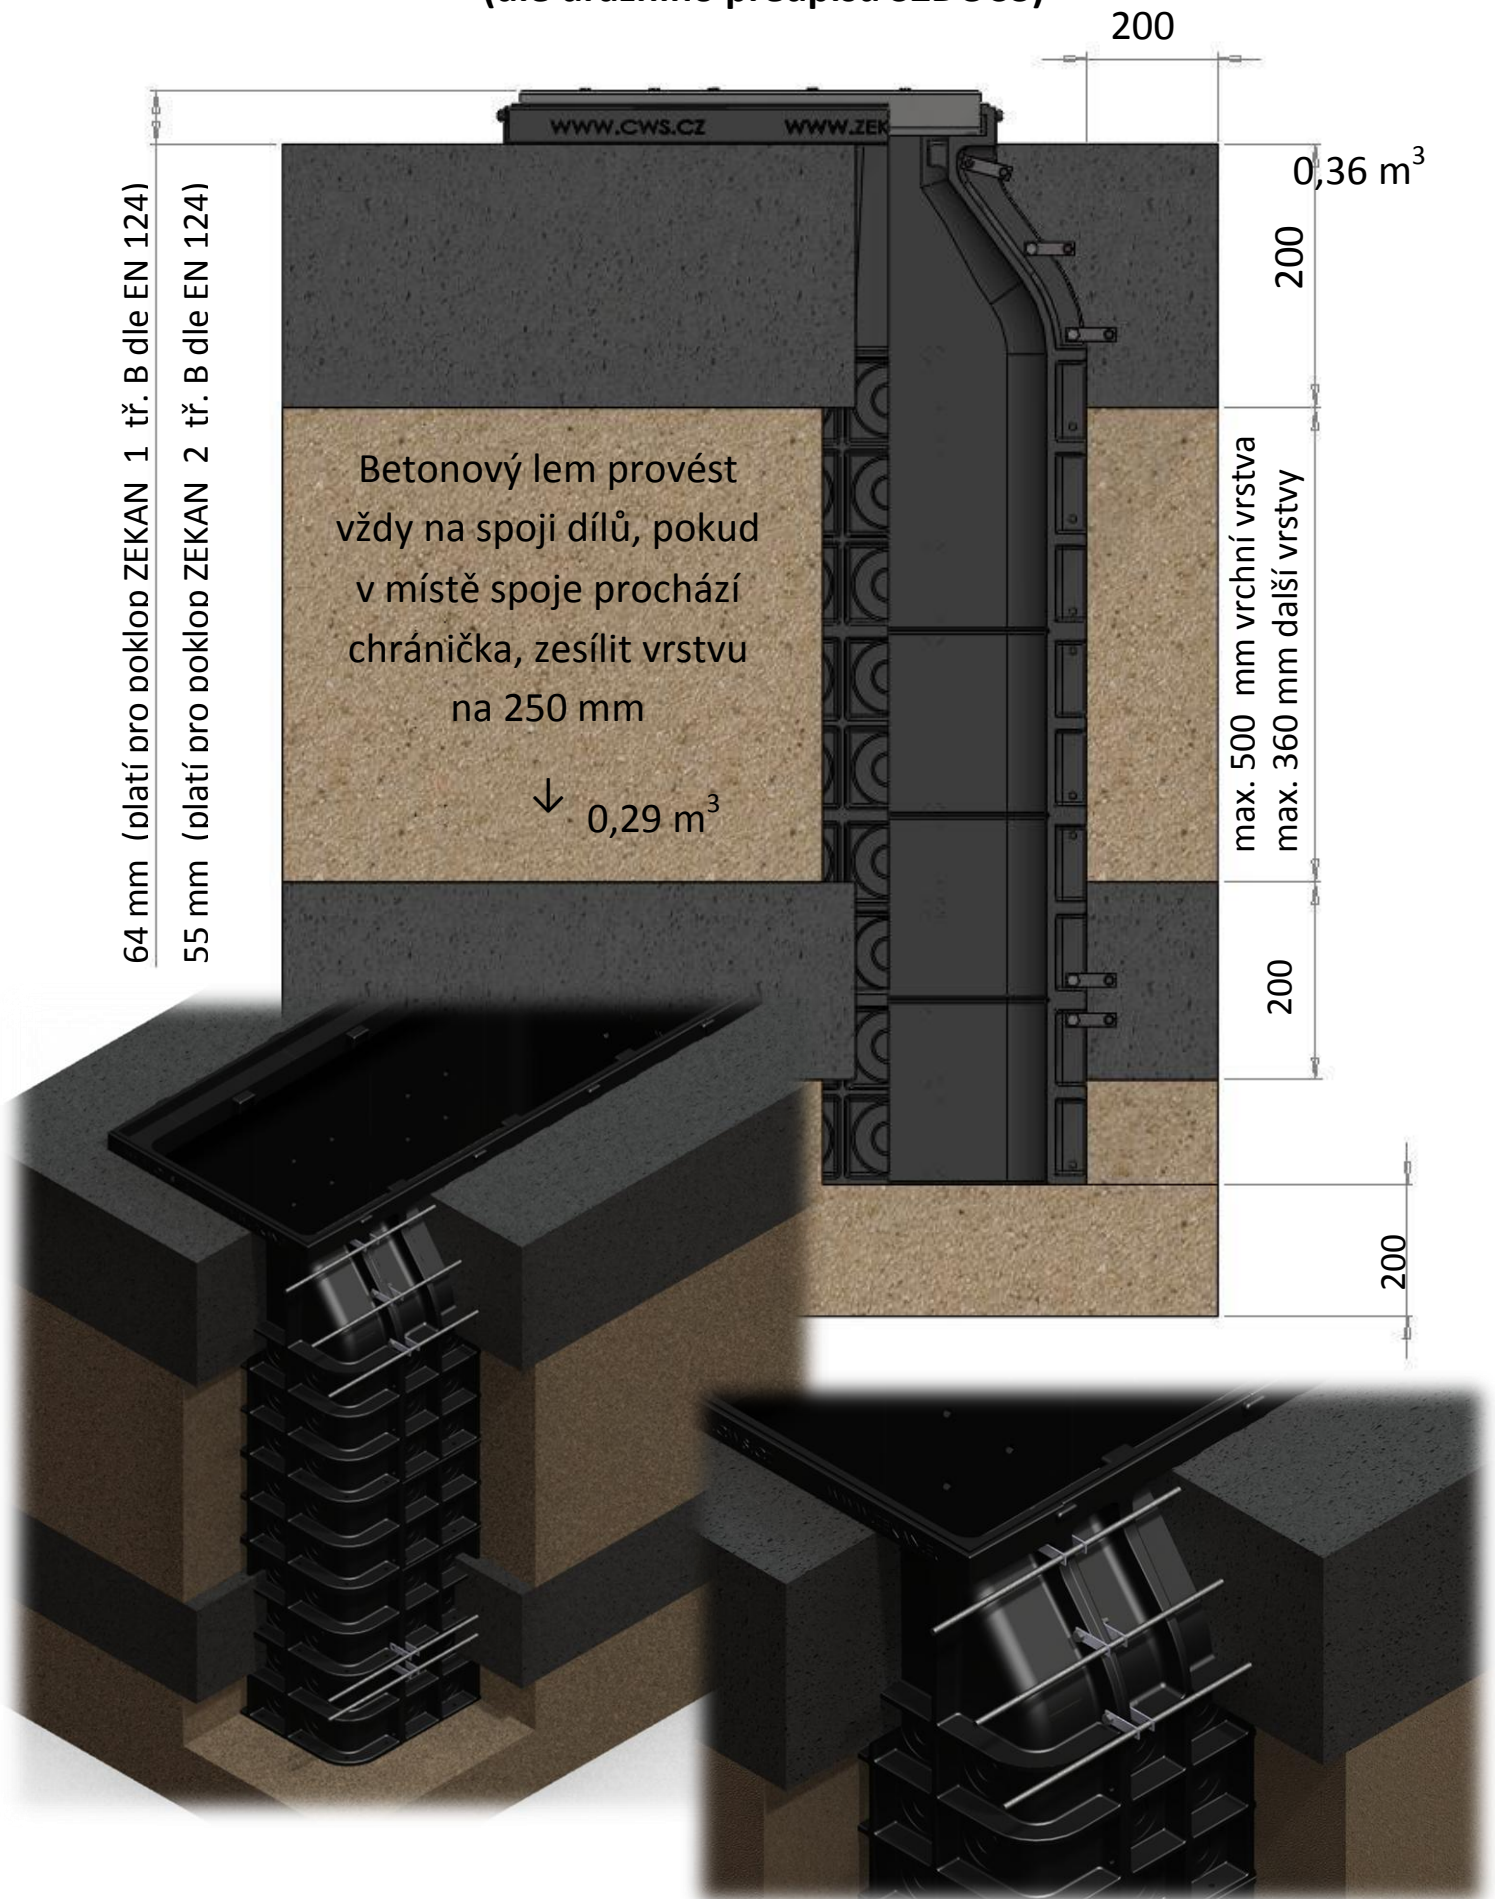 200
WWW.CWS.CZ WWW.ZEK
0,36 m³
200
64 mm (platí pro poklop ZEKAN 1 tř. B dle EN 124)
55 mm (platí pro poklop ZEKAN 2 tř. B dle EN 124)
Betonový lem provést
vždy na spoji dílů, pokud
v místě spoje prochází
chránička, zesílit vrstvu
na 250 mm
↓ 0,29 m³
max. 500 mm vrchní vrstva
max. 360 mm další vrstvy
200
200